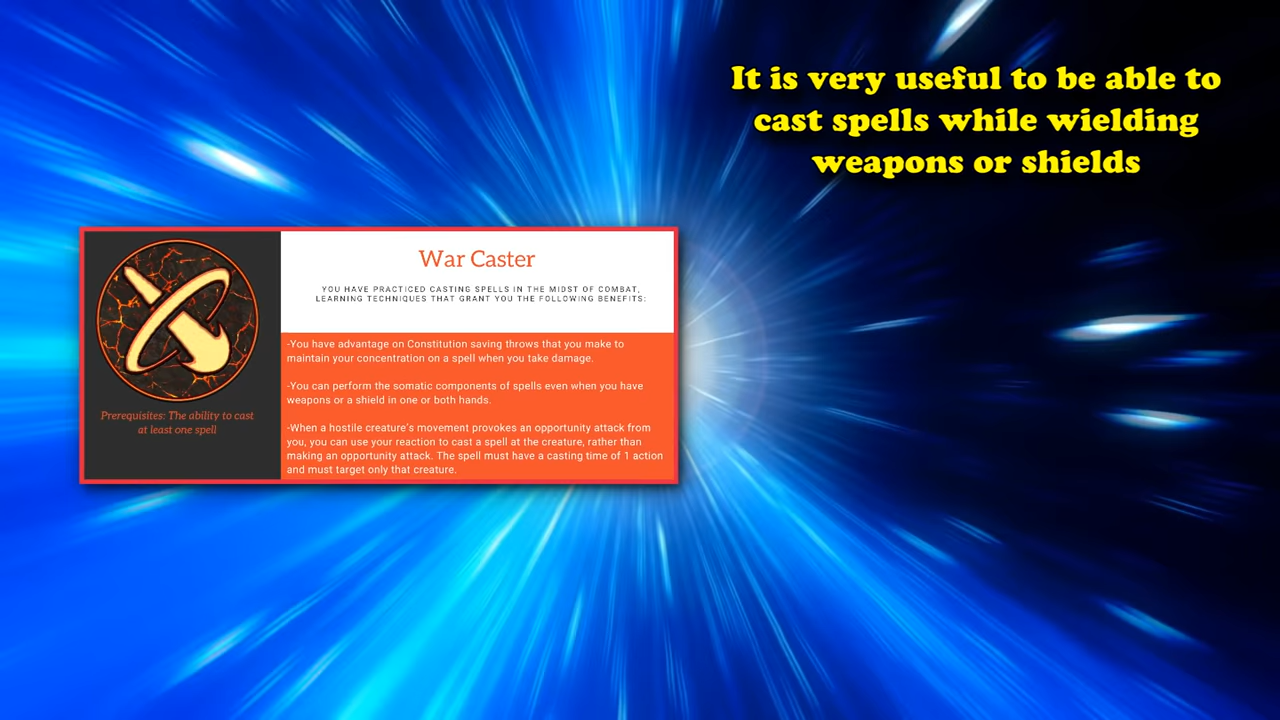 It is very useful to be able to
cast spells while wielding
weapons or shields
War Caster
YOU HAVE PRACTICED CASTING SPELLS IN THE MIDST OF COMBAT,
LEARNING TECHNIQUES THAT GRANT YOU THE FOLLOWING BENEFITS:
-You have advantage on Constitution saving throws that you make to
maintain your concentration on a spell when you take damage.
-You can perform the somatic components of spells even when you have
weapons or a shield in one or both hands.
-When a hostile creature's movement provokes an opportunity attack from
you, you can use your reaction to cast a spell at the creature, rather than
making an opportunity attack. The spell must have a casting time of 1 action
and must target only that creature.
Prerequisites: The ability to cast
at least one spell